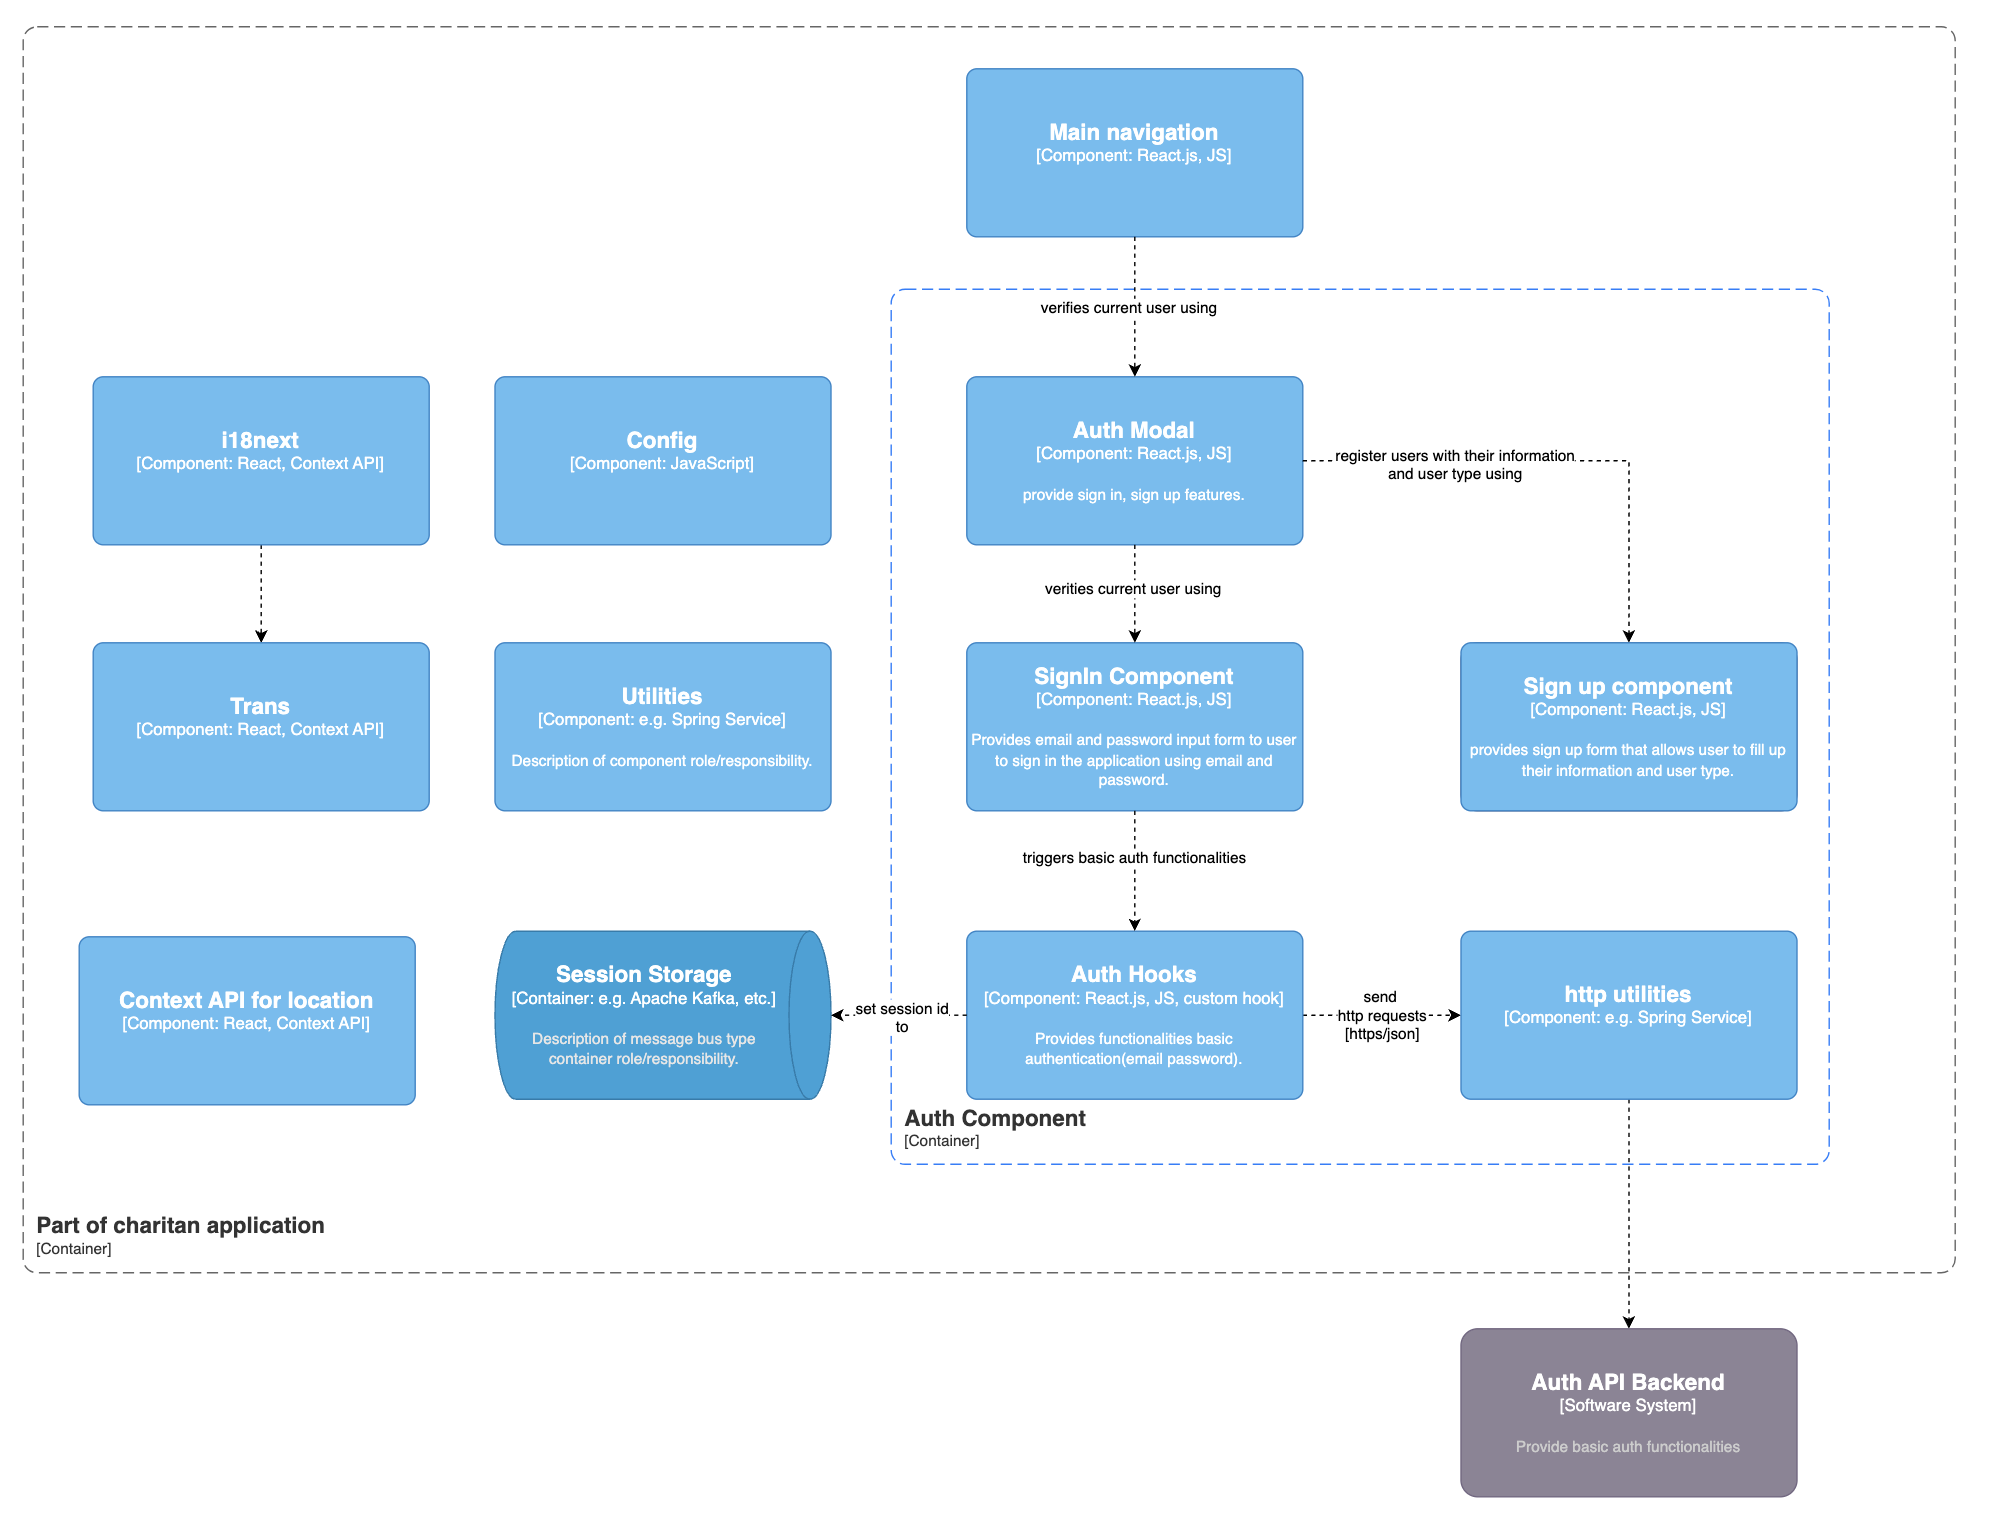 Main navigation
[Component: React.js, JS]
verifies current user using
i18next
[Component: React, Context API]
Config
[Component: JavaScript]
Auth Modal
[Component: React.js, JS]
provide sign in, sign up features.
register users with their information
and user type using
verities current user using
Trans
[Component: React, Context API]
Utilities
[Component: e.g. Spring Service]
Description of component role/responsibility.
SignIn Component
[Component: React.js, JS]
Provides email and password input form to user
to sign in the application using email and
password.
Sign up component
[Component: React.js, JS]
provides sign up form that allows user to fill up
their information and user type.
triggers basic auth functionalities
Context API for location
[Component: React, Context API]
Session Storage
[Container: e.g. Apache Kafka, etc.]
Description of message bus type
container role/responsibility.
set session id
to
Auth Hooks
[Component: React.js, JS, custom hook]
Provides functionalities basic
authentication(email password).
send
http requests
[https/json]
http utilities
[Component: e.g. Spring Service]
Auth Component
[Container]
Part of charitan application
[Container]
Auth API Backend
[Software System]
Provide basic auth functionalities